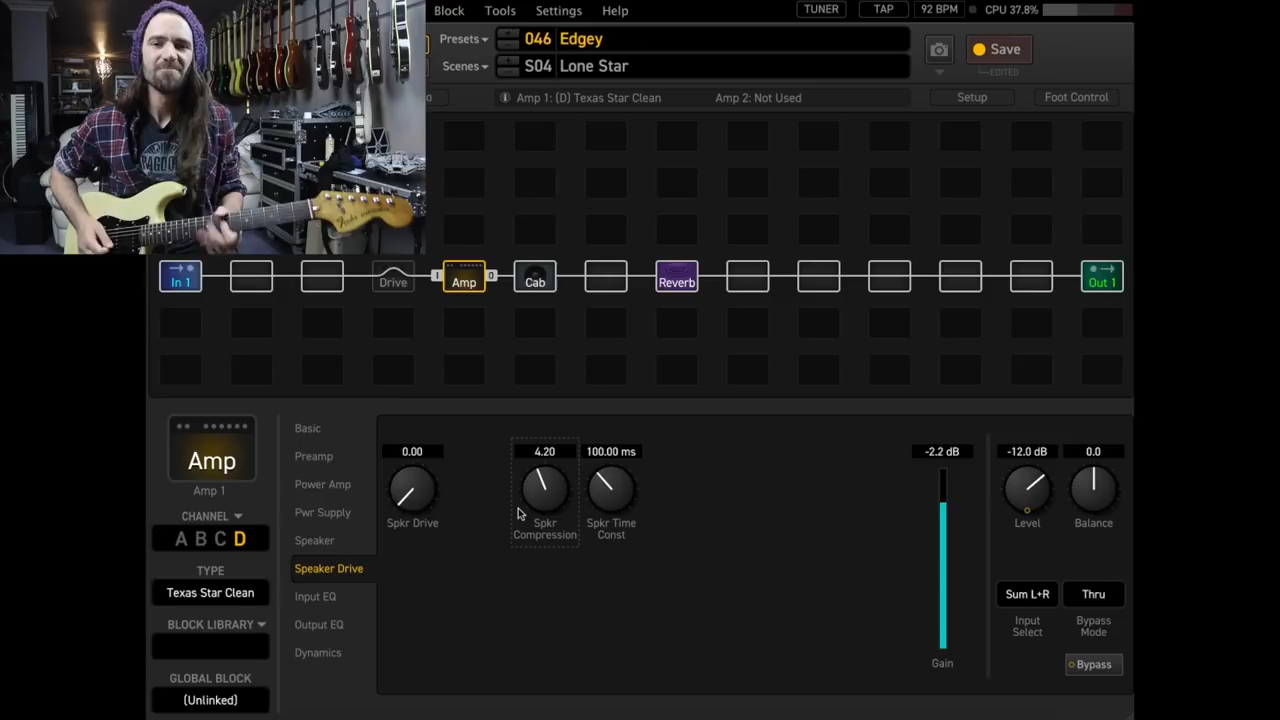 Block Tools Settings Help
TUNER TAP 92 BPM CPU 37.8%
Presets 046 Edgey
Save
EDITED
Scenes S04 Lone Star
Amp 1: (D) Texas Star Clean Amp 2: Not Used Setup Foot Control
In 1 Drive I Amp O Cab Reverb Out 1
Amp
Amp 1
CHANNEL
A B C D
TYPE
Texas Star Clean
BLOCK LIBRARY
GLOBAL BLOCK
(Unlinked)
Basic
Preamp
Power Amp
Pwr Supply
Speaker
Speaker Drive
Input EQ
Output EQ
Dynamics
0.00 4.20 100.00 ms
Spkr Drive Spkr Compression Spkr Time Const
-2.2 dB
Gain
-12.0 dB 0.0
Level Balance
Sum L+R Thru
Input Select Bypass Mode
Bypass